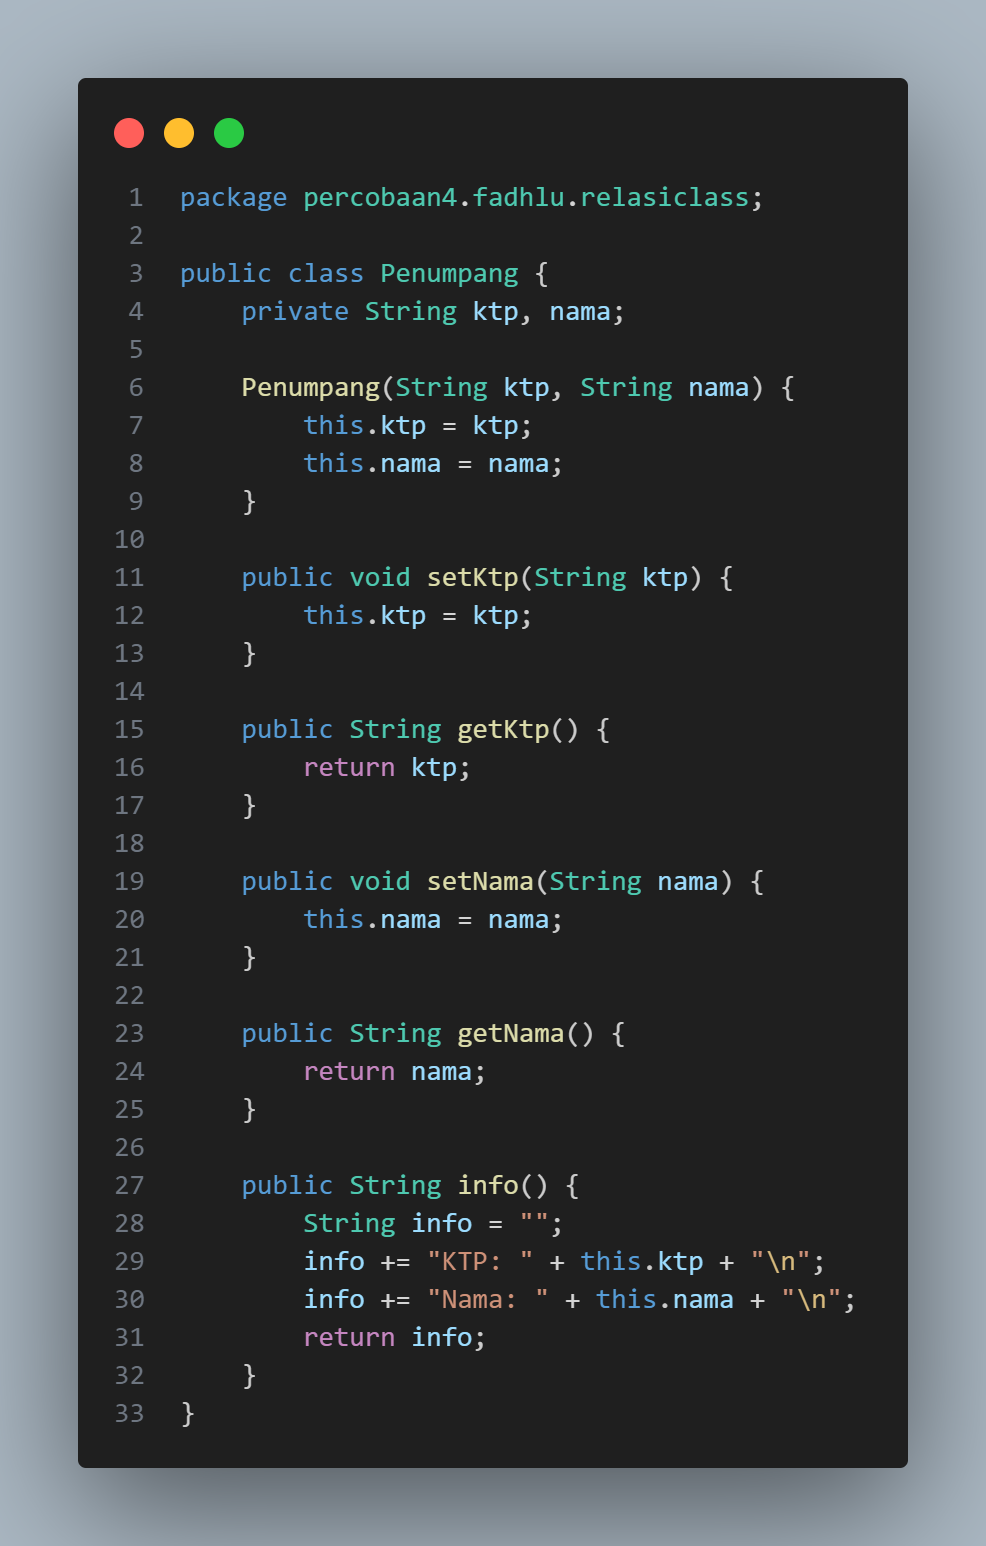 1 package percobaan4.fadhlu.relasiclass;
2
3 public class Penumpang {
4     private String ktp, nama;
5
6     Penumpang(String ktp, String nama) {
7         this.ktp = ktp;
8         this.nama = nama;
9     }
10
11     public void setKtp(String ktp) {
12         this.ktp = ktp;
13     }
14
15     public String getKtp() {
16         return ktp;
17     }
18
19     public void setNama(String nama) {
20         this.nama = nama;
21     }
22
23     public String getNama() {
24         return nama;
25     }
26
27     public String info() {
28         String info = "";
29         info += "KTP: " + this.ktp + "\n";
30         info += "Nama: " + this.nama + "\n";
31         return info;
32     }
33 }